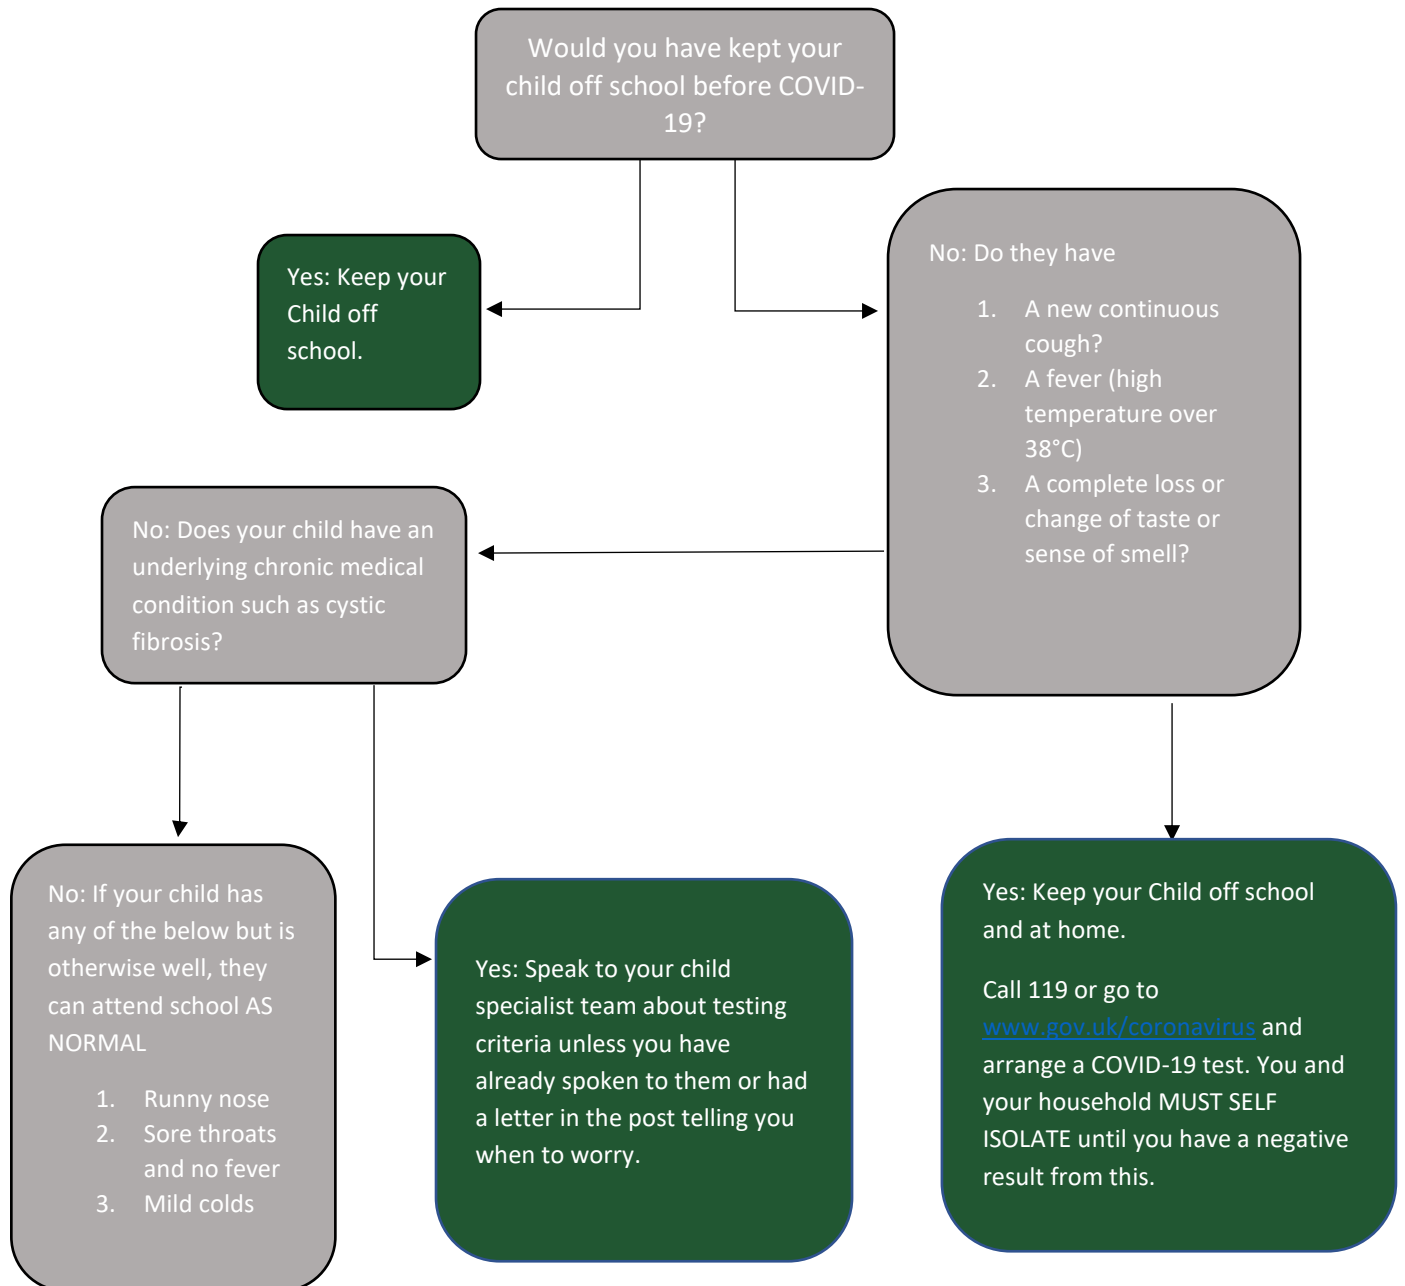 Would you have kept your
child off school before COVID-
19?
Yes: Keep your
Child off
school.
No: Do they have
1. A new continuous
cough?
2. A fever (high
temperature over
38°C)
3. A complete loss or
change of taste or
sense of smell?
No: Does your child have an
underlying chronic medical
condition such as cystic
fibrosis?
No: If your child has
any of the below but is
otherwise well, they
can attend school AS
NORMAL
1. Runny nose
2. Sore throats
and no fever
3. Mild colds
Yes: Speak to your child
specialist team about testing
criteria unless you have
already spoken to them or had
a letter in the post telling you
when to worry.
Yes: Keep your Child off school
and at home.
Call 119 or go to
www.gov.uk/coronavirus and
arrange a COVID-19 test. You and
your household MUST SELF
ISOLATE until you have a negative
result from this.